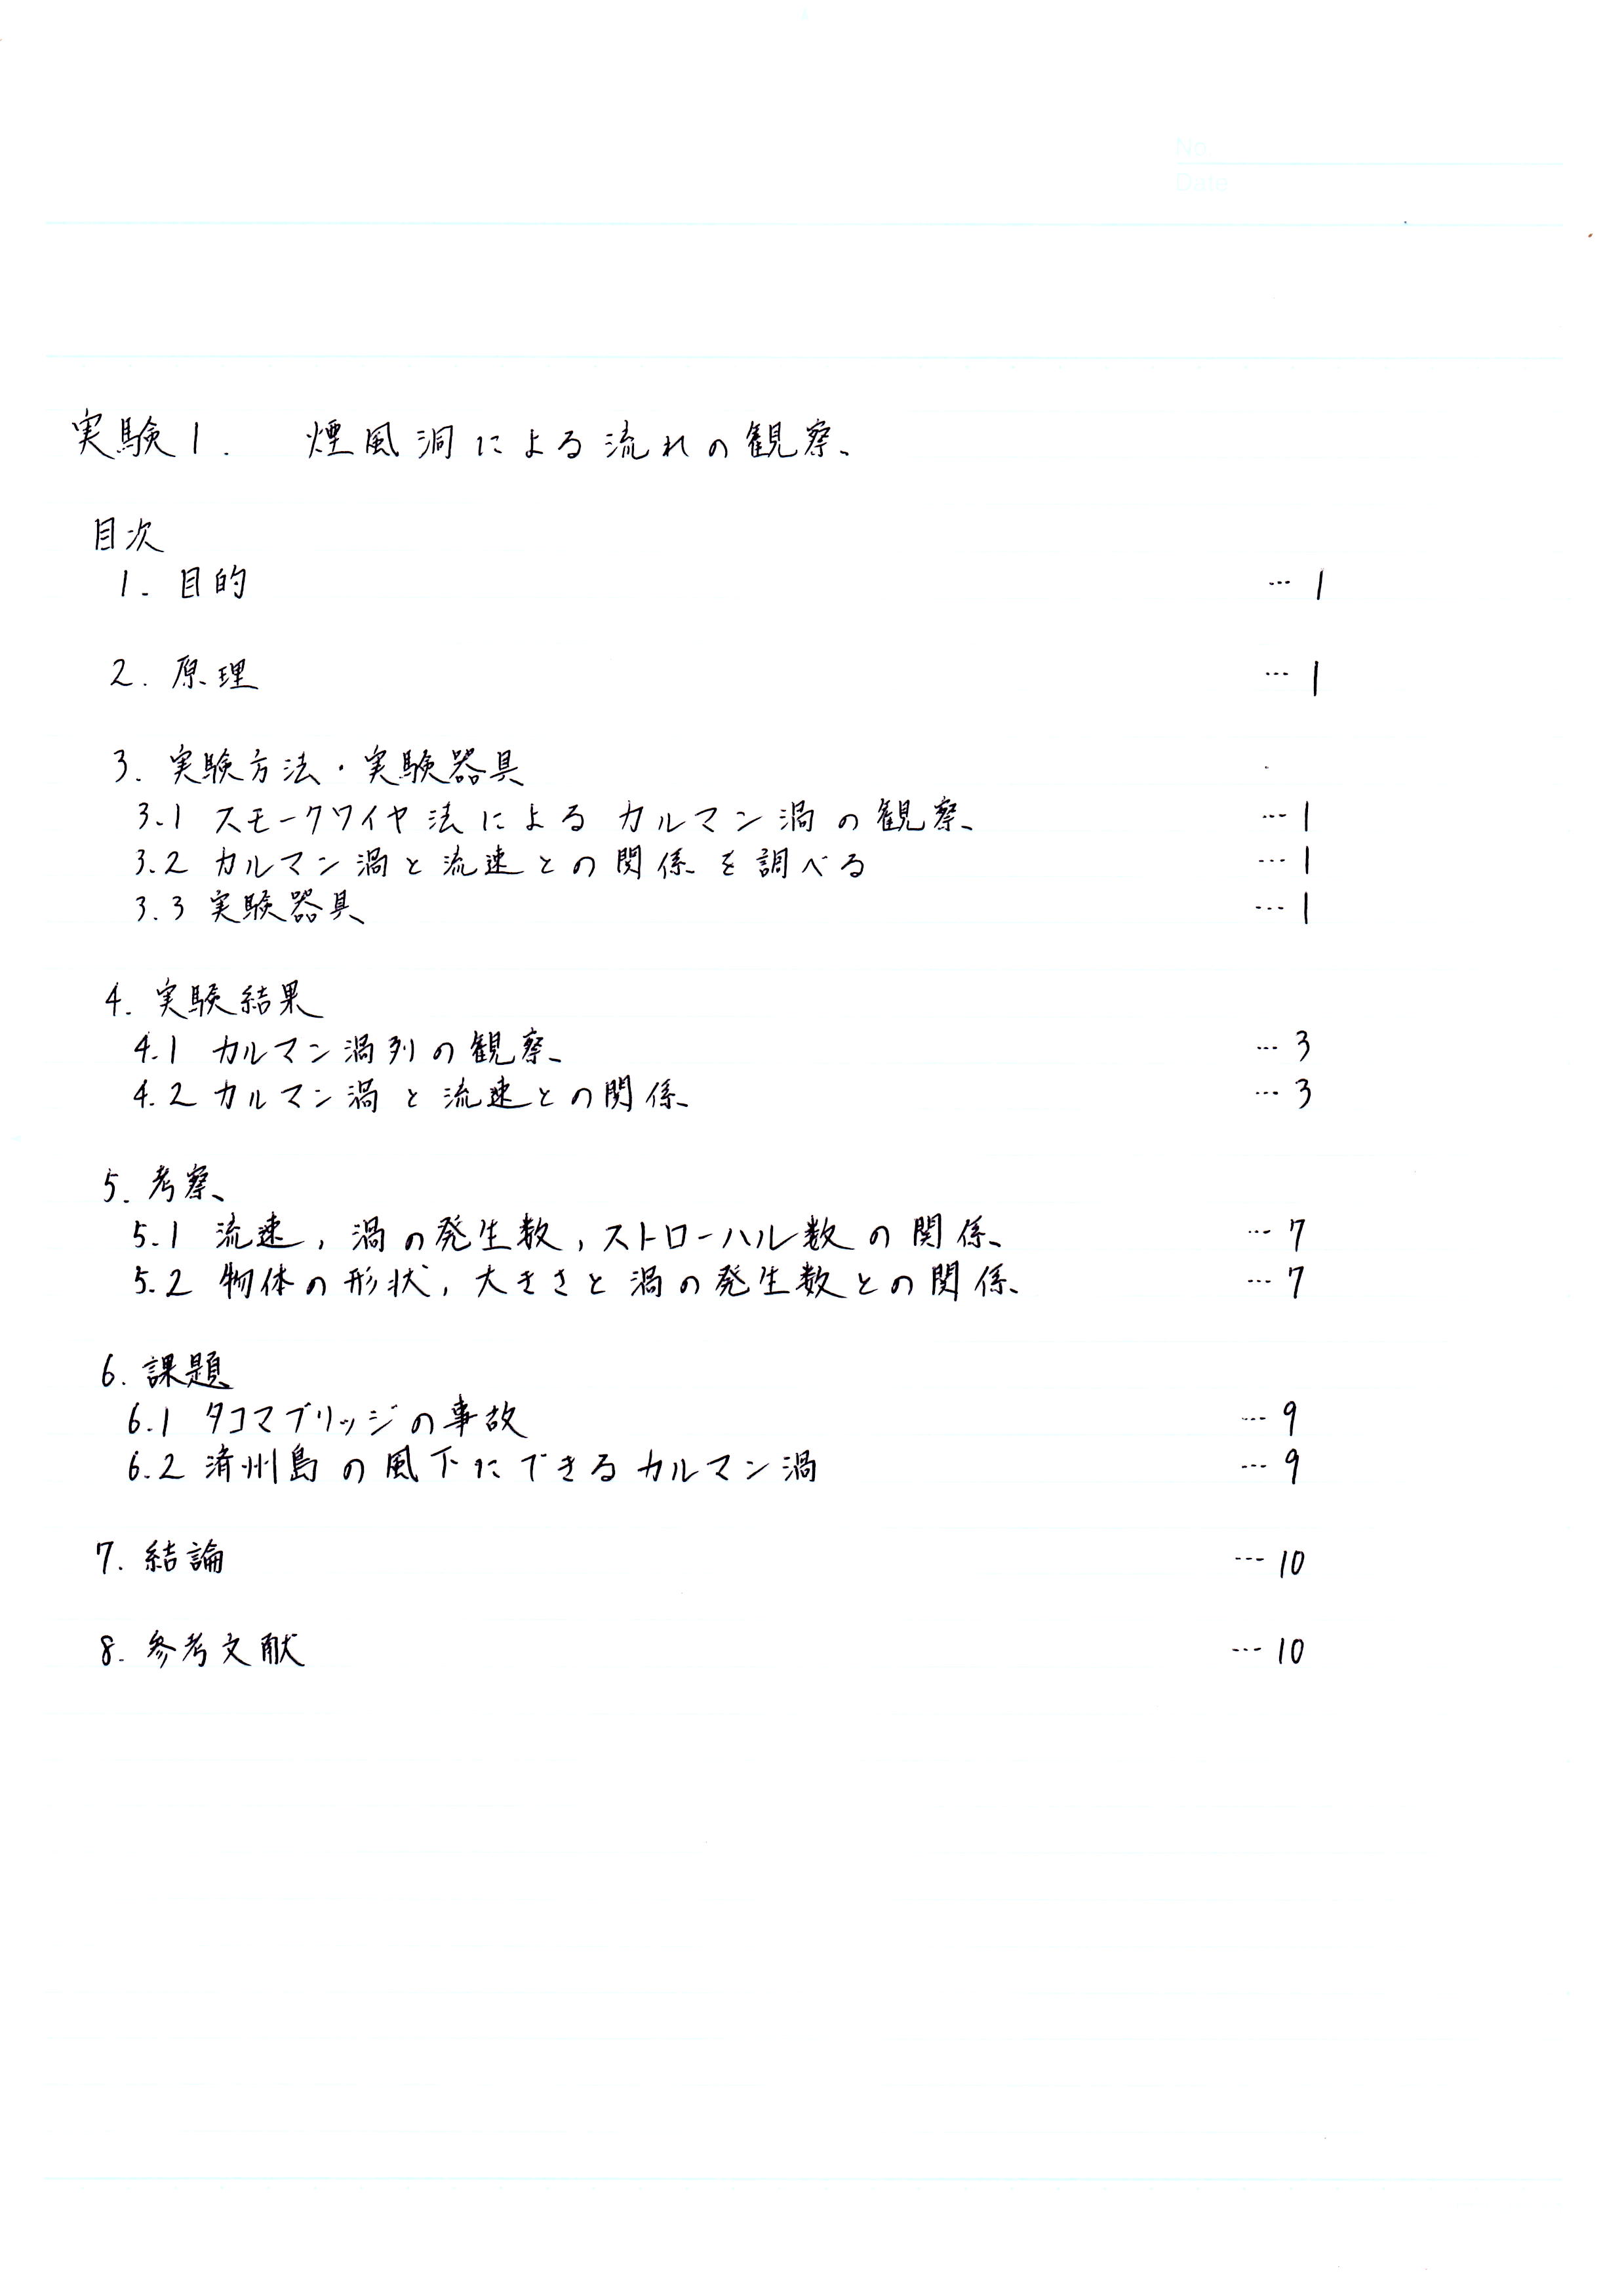 No
Date
実験1. 煙風洞による流れの観察
目次
1. 目的 … 1
2. 原理 … 1
3. 実験方法・実験器具
3.1 スモークワイヤ法によるカルマン渦の観察 … 1
3.2 カルマン渦と流速との関係を調べる … 1
3.3 実験器具 … 1
4. 実験結果
4.1 カルマン渦列の観察 … 3
4.2 カルマン渦と流速との関係 … 3
5. 考察
5.1 流速, 渦の発生数, ストローハル数の関係 … 7
5.2 物体の形状, 大きさと渦の発生数との関係 … 7
6. 課題
6.1 タコマブリッジの事故 … 9
6.2 済州島の風下にできるカルマン渦 … 9
7. 結論 … 10
8. 参考文献 … 10